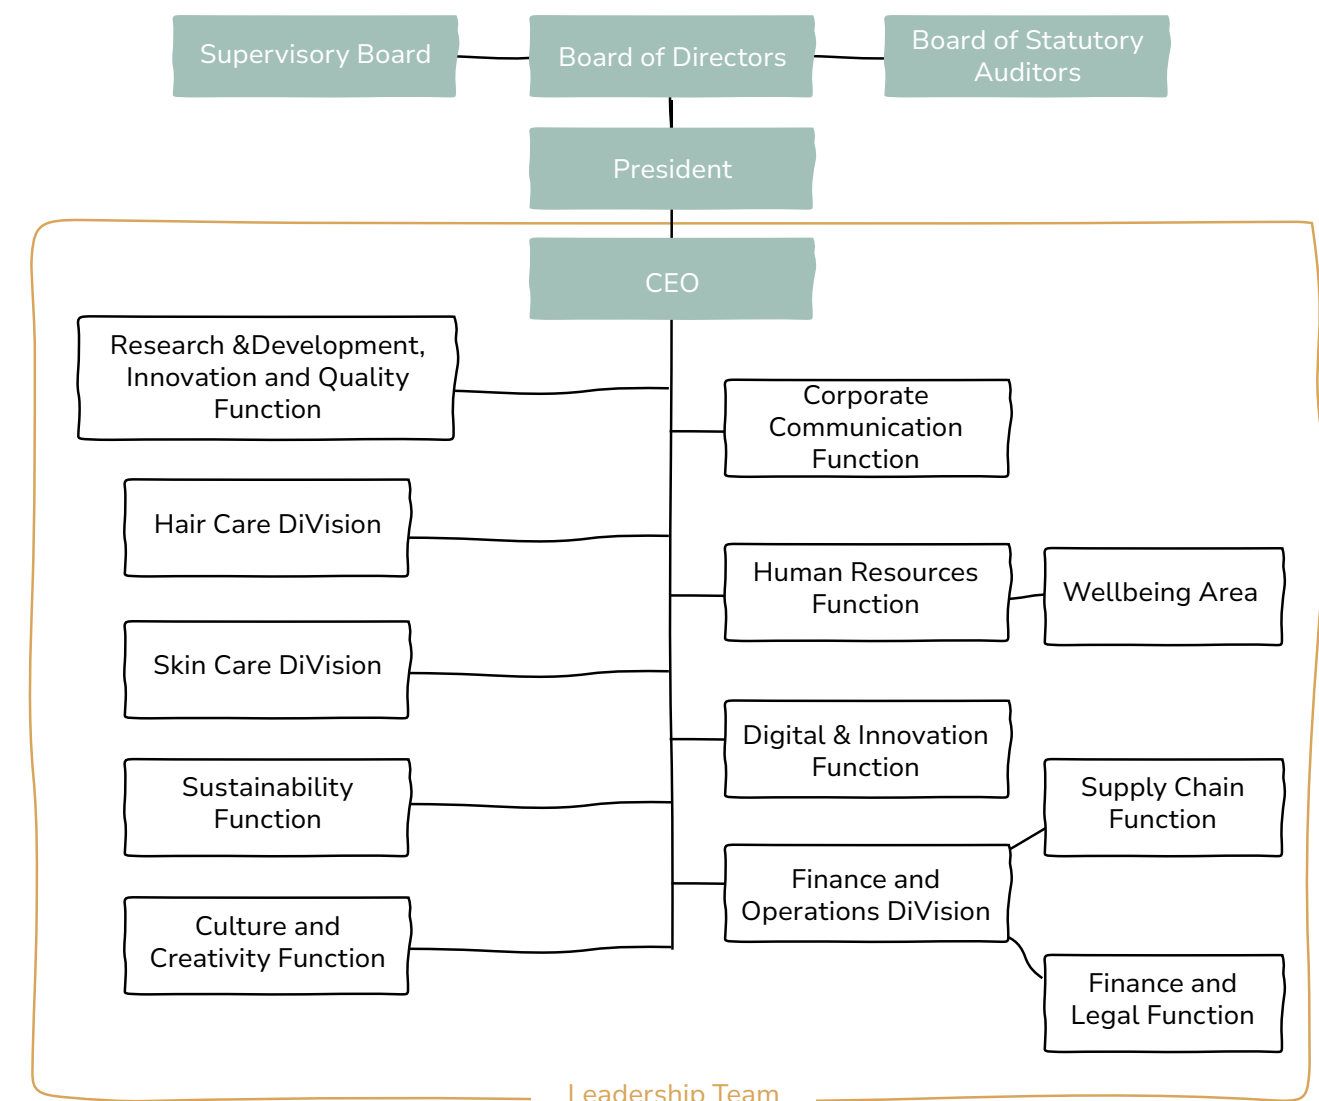 Supervisory Board
Board of Directors
Board of Statutory
Auditors
President
CEO
Research &Development,
Innovation and Quality
Function
Corporate
Communication
Function
Hair Care DiVision
Human Resources
Function
Wellbeing Area
Skin Care DiVision
Digital & Innovation
Function
Sustainability
Function
Supply Chain
Function
Finance and
Operations DiVision
Culture and
Creativity Function
Finance and
Legal Function
Leadership Team